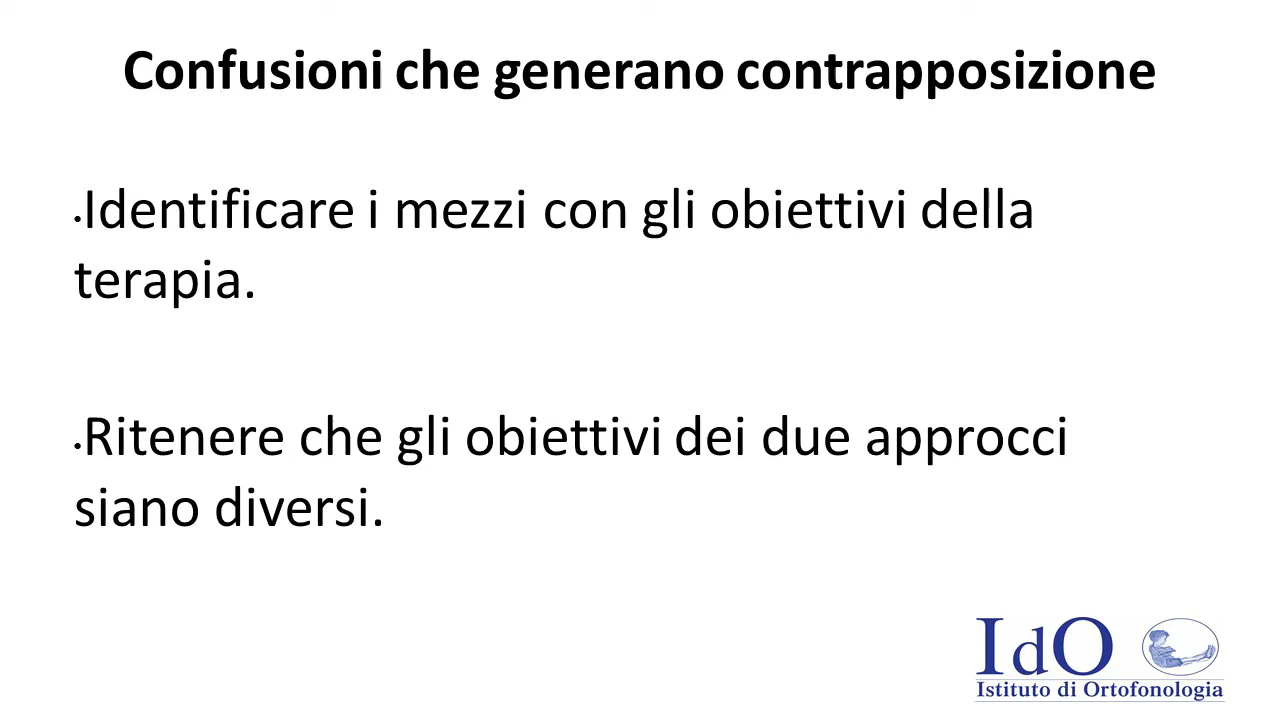 Confusioni che generano contrapposizione
•Identificare i mezzi con gli obiettivi della
terapia.
•Ritenere che gli obiettivi dei due approcci
siano diversi.
IdO
Istituto di Ortofonologia